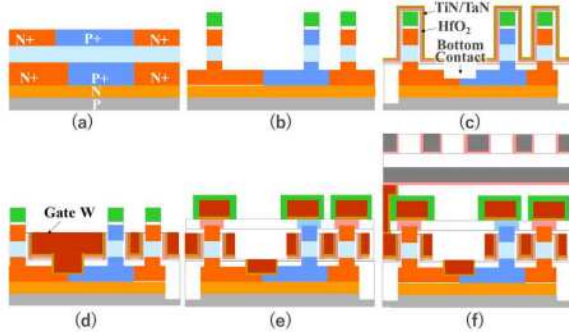 N+ P+ N+
N+ P+ N+
N
P
(a)
(b)
TiN/TaN
HfO₂
Bottom
Contact
(c)
Gate W
(d)
(e)
(f)